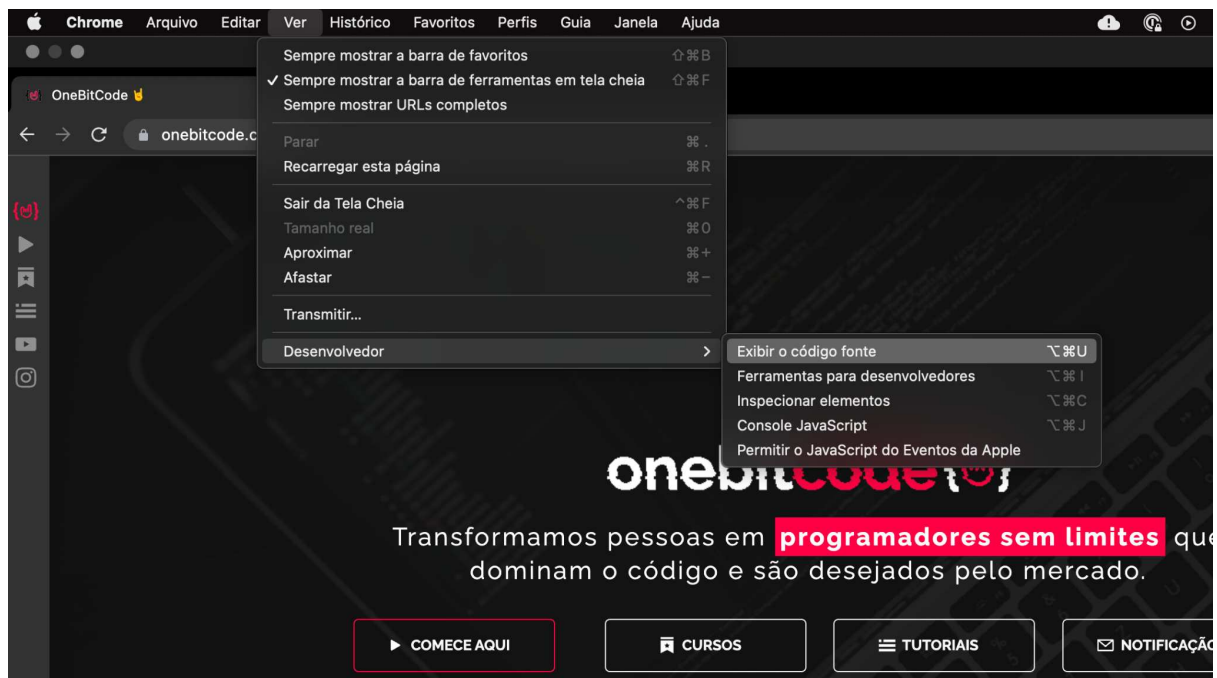 Chrome Arquivo Editar Ver Histórico Favoritos Perfis Guia Janela Ajuda
Sempre mostrar a barra de favoritos ⇧⌘B
✓ Sempre mostrar a barra de ferramentas em tela cheia ⇧⌘F
Sempre mostrar URLs completos
OneBitCode 🤘
onebitcode.c
Parar ⌘.
Recarregar esta página ⌘R
Sair da Tela Cheia ^⌘F
Tamanho real ⌘0
Aproximar ⌘+
Afastar ⌘−
Transmitir...
Desenvolvedor >
Exibir o código fonte ⌥⌘U
Ferramentas para desenvolvedores ⌥⌘I
Inspecionar elementos ⌥⌘C
Console JavaScript ⌥⌘J
Permitir o JavaScript do Eventos da Apple
onebitcode{}
Transformamos pessoas em programadores sem limites que
dominam o código e são desejados pelo mercado.
COMECE AQUI
CURSOS
TUTORIAIS
NOTIFICAÇÃO